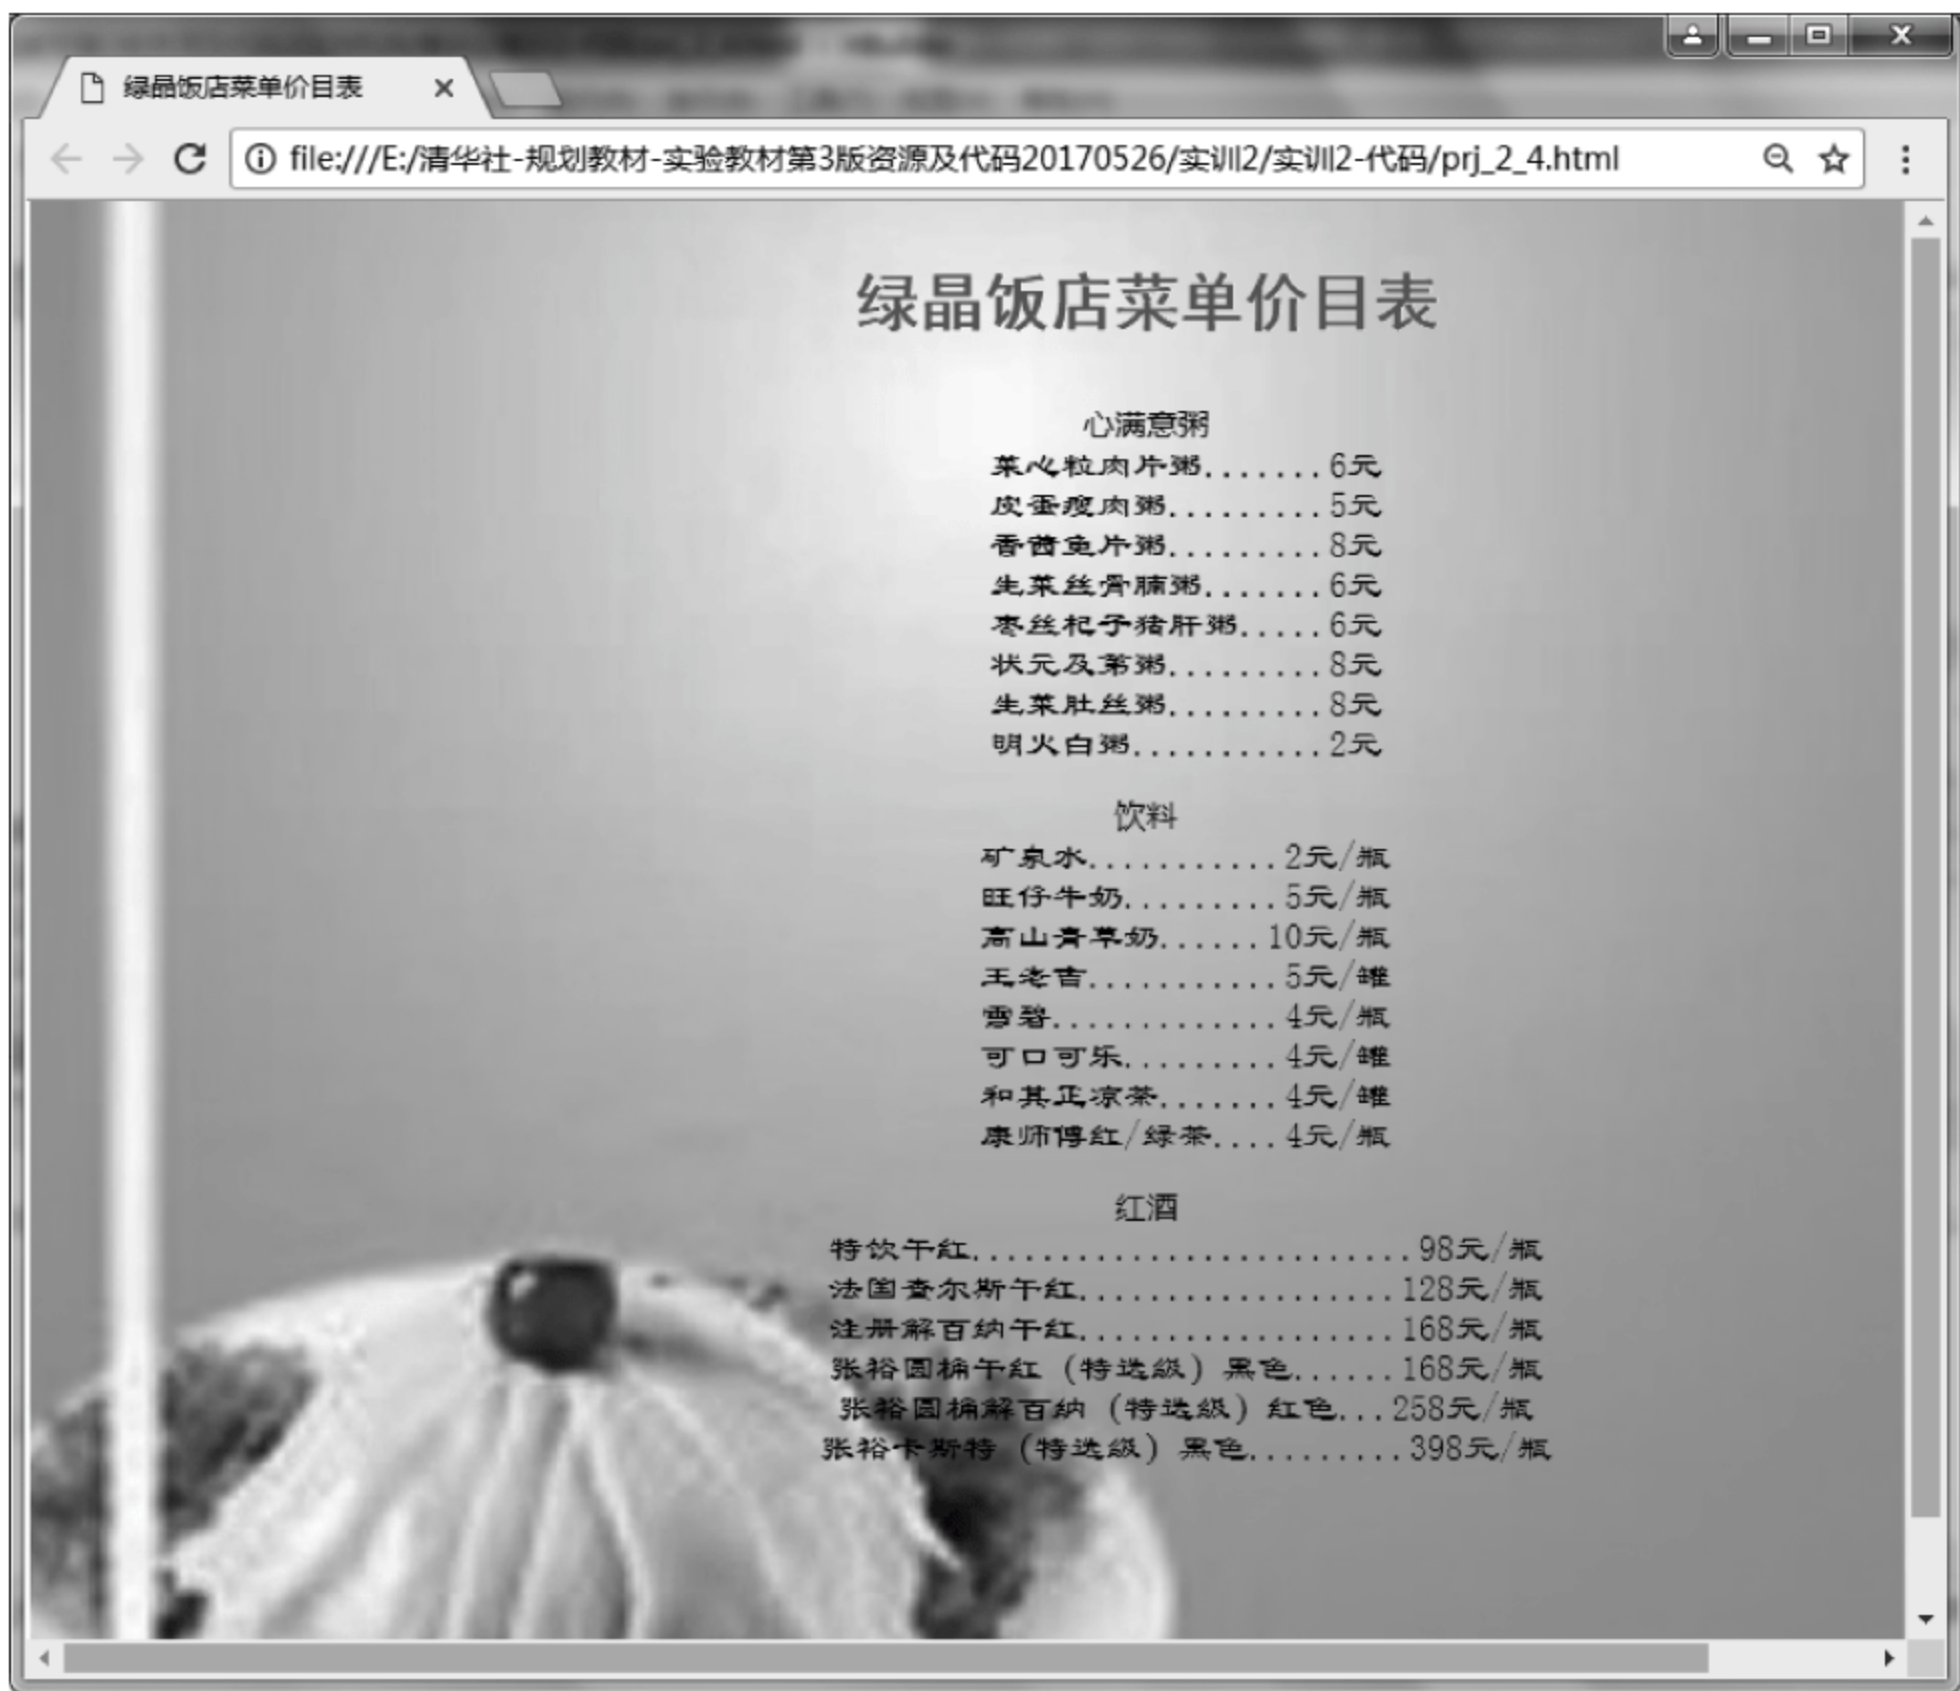 绿晶饭店菜单价目表
file:///E:/清华社-规划教材-实验教材第3版资源及代码20170526/实训2/实训2-代码/prj_2_4.html
绿晶饭店菜单价目表
心满意粥
菜心粒肉片粥.......6元
皮蛋瘦肉粥.........5元
香茜鱼片粥.........8元
生菜丝骨腩粥.......6元
枣丝杞子猪肝粥.....6元
状元及第粥.........8元
生菜肚丝粥.........8元
明火白粥...........2元
饮料
矿泉水...........2元/瓶
旺仔牛奶.........5元/瓶
高山青草奶......10元/瓶
王老吉...........5元/罐
雪碧.............4元/瓶
可口可乐.........4元/罐
和其正凉茶.......4元/罐
康师傅红/绿茶....4元/瓶
红酒
特饮干红.........................98元/瓶
法国查尔斯干红..................128元/瓶
注册解百纳干红..................168元/瓶
张裕圆桶干红（特选级）黑色......168元/瓶
张裕圆桶解百纳（特选级）红色...258元/瓶
张裕卡斯特（特选级）黑色.........398元/瓶